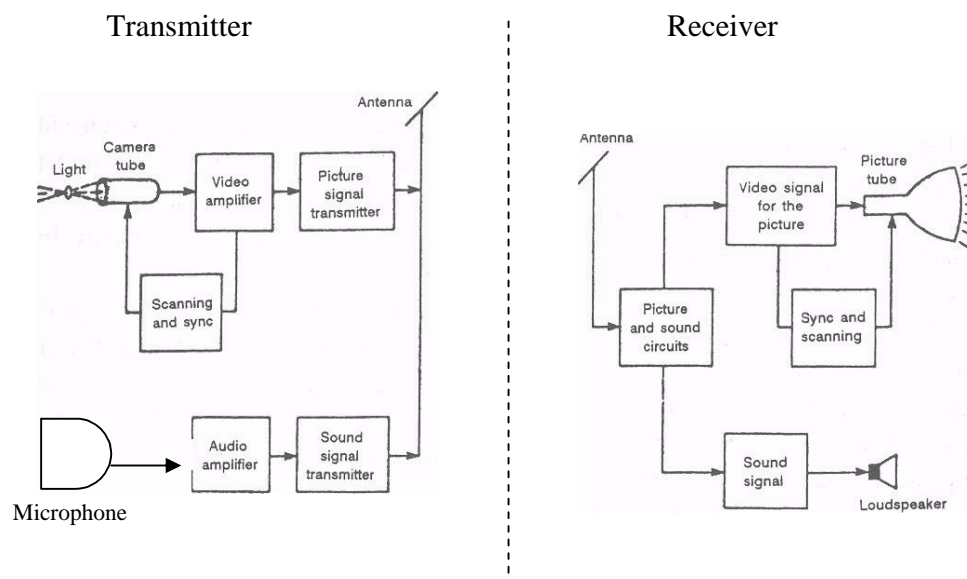 Transmitter
Antenna
Light
Camera
tube
Video
amplifier
Picture
signal
transmitter
Scanning
and sync
Audio
amplifier
Sound
signal
transmitter
Microphone
Receiver
Antenna
Video signal
for the
picture
Picture
tube
Picture
and sound
circuits
Sync and
scanning
Sound
signal
Loudspeaker